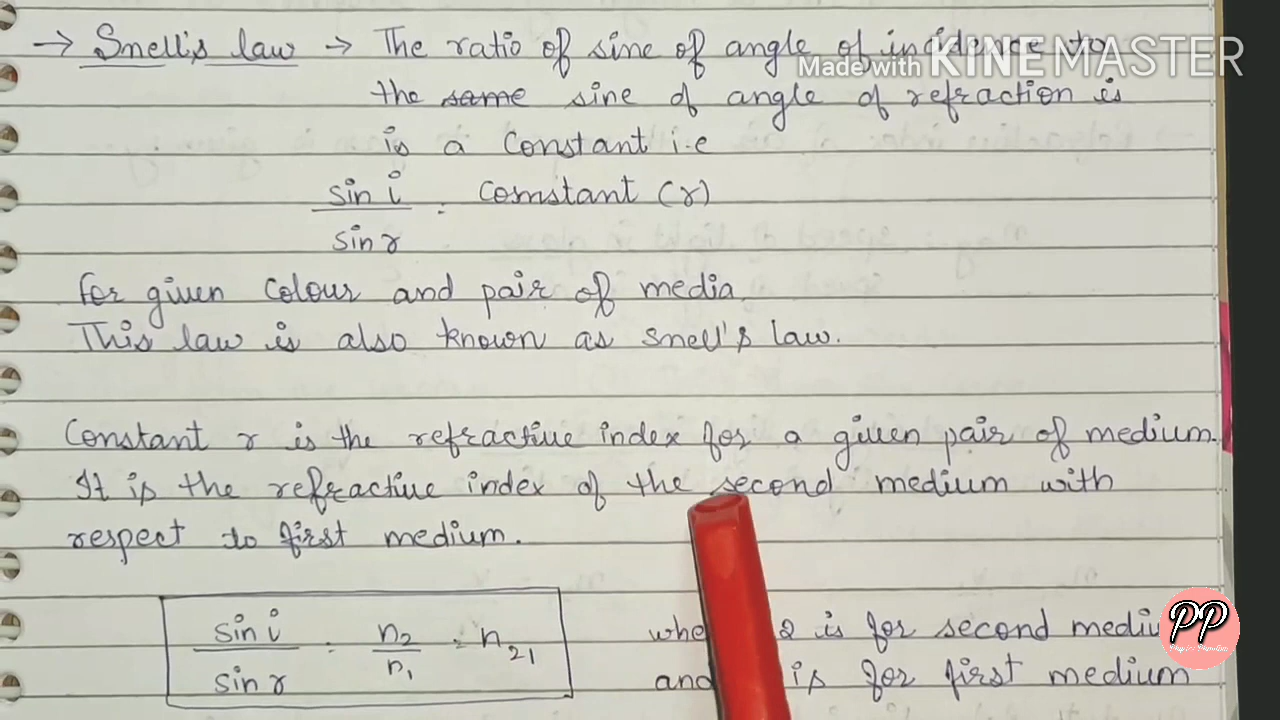 → Snell's law → The ratio of sine of angle of incidence to
Made with KINEMASTER
the same sine of angle of refraction is
is a constant i.e
sin i = constant (r)
sin r
for given colour and pair of media.
This law is also known as snell's law.
Constant r is the refractive index for a given pair of medium.
It is the refractive index of the second medium with
respect to first medium.
sin i = n2 = n21
sin r n1
2 is for second
PP
and is for first medium